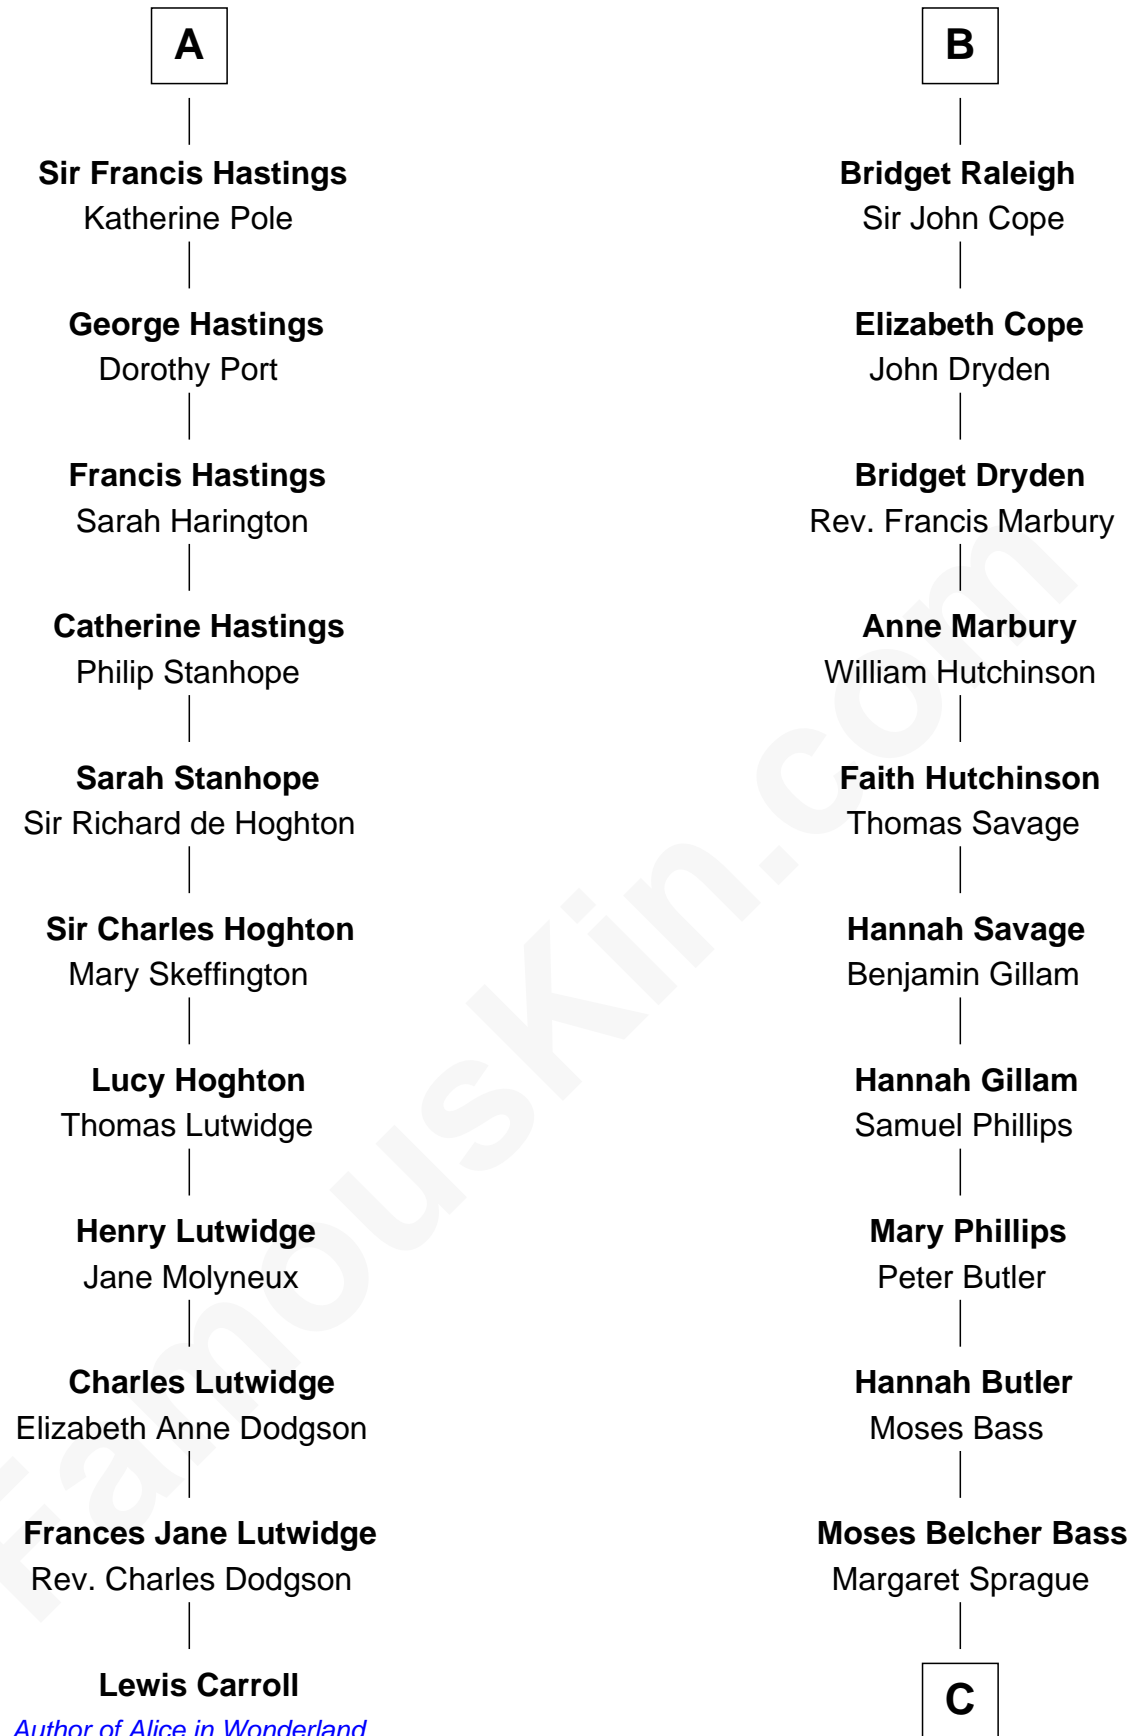 A
Sir Francis Hastings
Katherine Pole
George Hastings
Dorothy Port
Francis Hastings
Sarah Harington
Catherine Hastings
Philip Stanhope
Sarah Stanhope
Sir Richard de Hoghton
Sir Charles Hoghton
Mary Skeffington
Lucy Hoghton
Thomas Lutwidge
Henry Lutwidge
Jane Molyneux
Charles Lutwidge
Elizabeth Anne Dodgson
Frances Jane Lutwidge
Rev. Charles Dodgson
Lewis Carroll
Author of Alice in Wonderland
B
Bridget Raleigh
Sir John Cope
Elizabeth Cope
John Dryden
Bridget Dryden
Rev. Francis Marbury
Anne Marbury
William Hutchinson
Faith Hutchinson
Thomas Savage
Hannah Savage
Benjamin Gillam
Hannah Gillam
Samuel Phillips
Mary Phillips
Peter Butler
Hannah Butler
Moses Bass
Moses Belcher Bass
Margaret Sprague
C
FamousKin.com